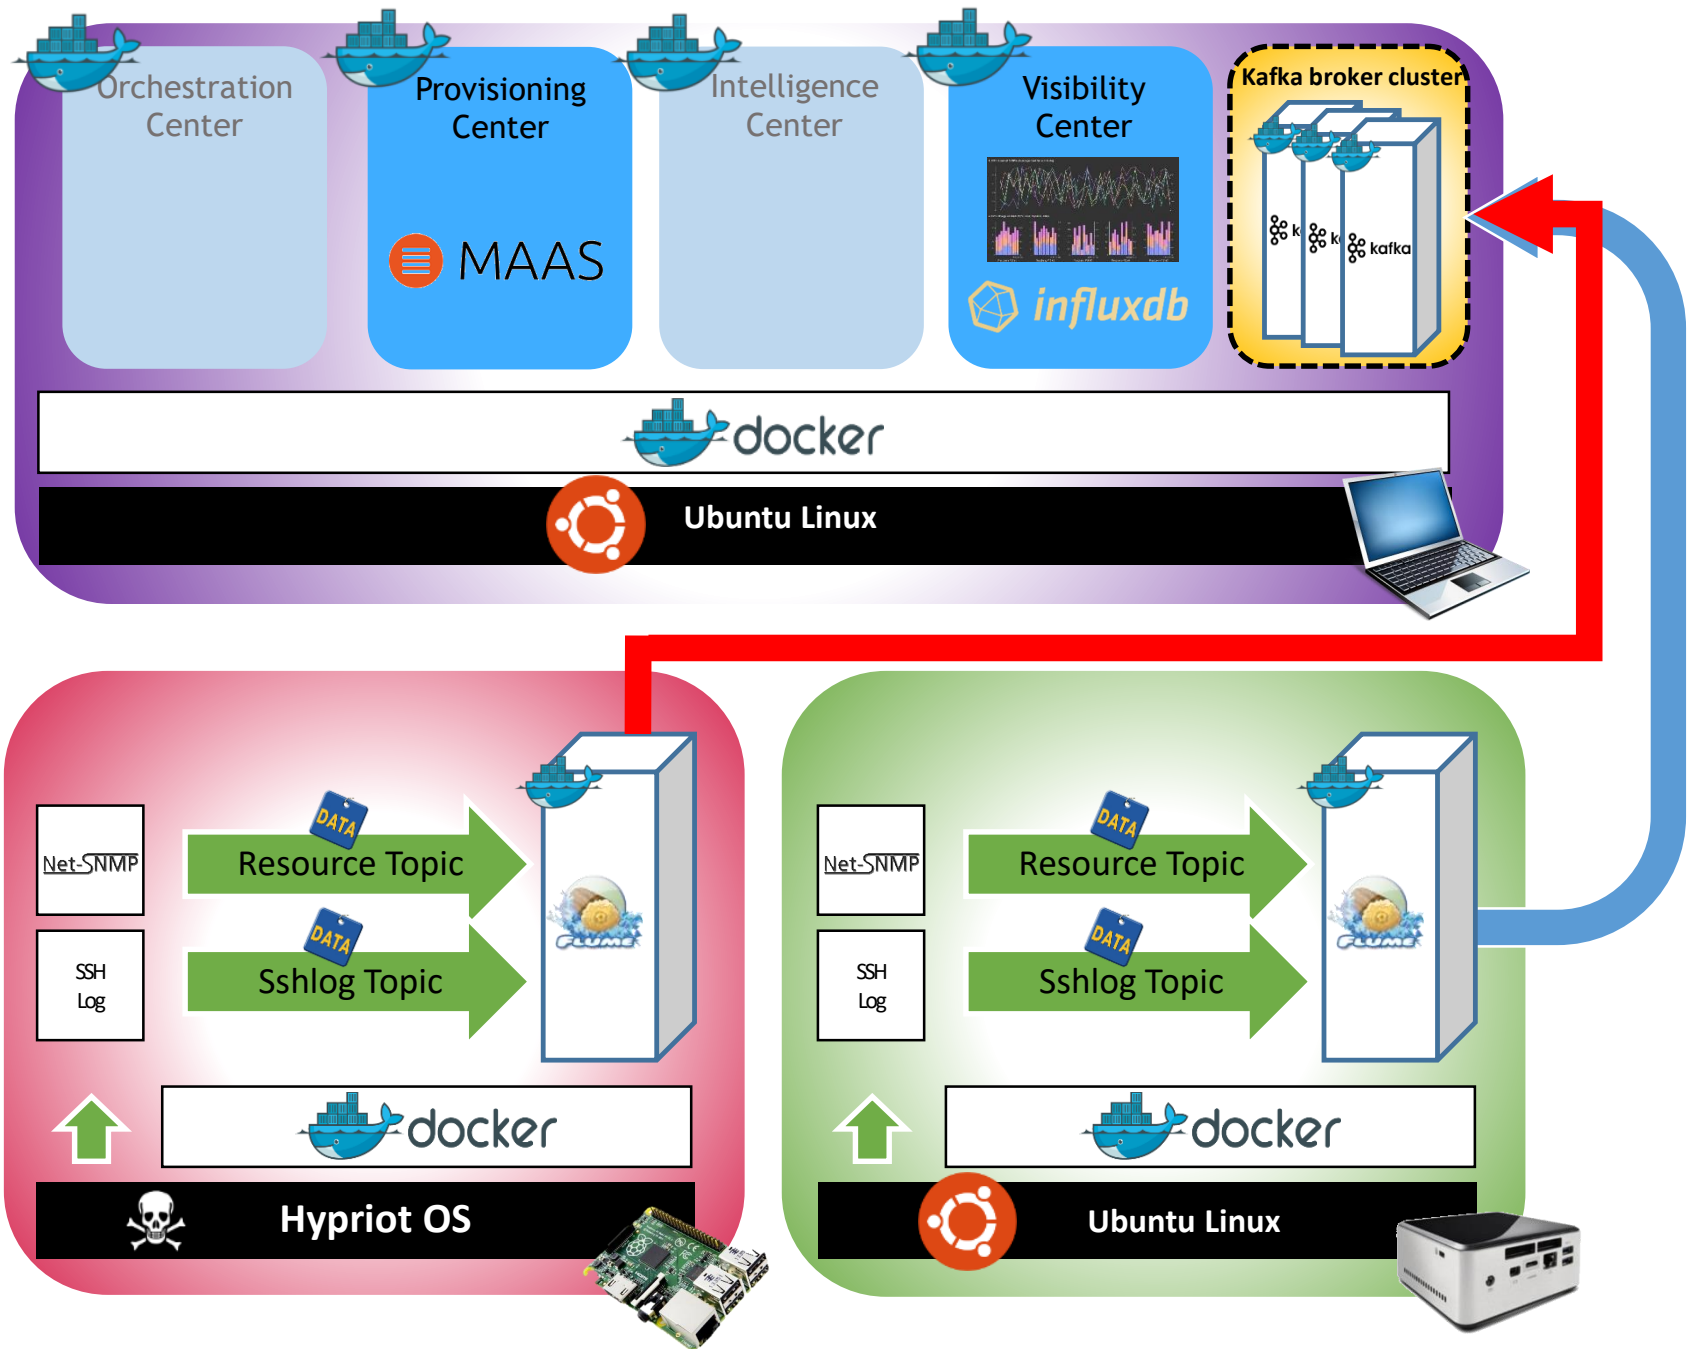 Orchestration
Center
Provisioning
Center
Intelligence
Center
Visibility
Center
Kafka broker cluster
MAAS
influxdb
kafka
docker
Ubuntu Linux
Net-SNMP
SSH
Log
DATA
Resource Topic
DATA
Sshlog Topic
FLUME
docker
Hypriot OS
Net-SNMP
SSH
Log
DATA
Resource Topic
DATA
Sshlog Topic
FLUME
docker
Ubuntu Linux